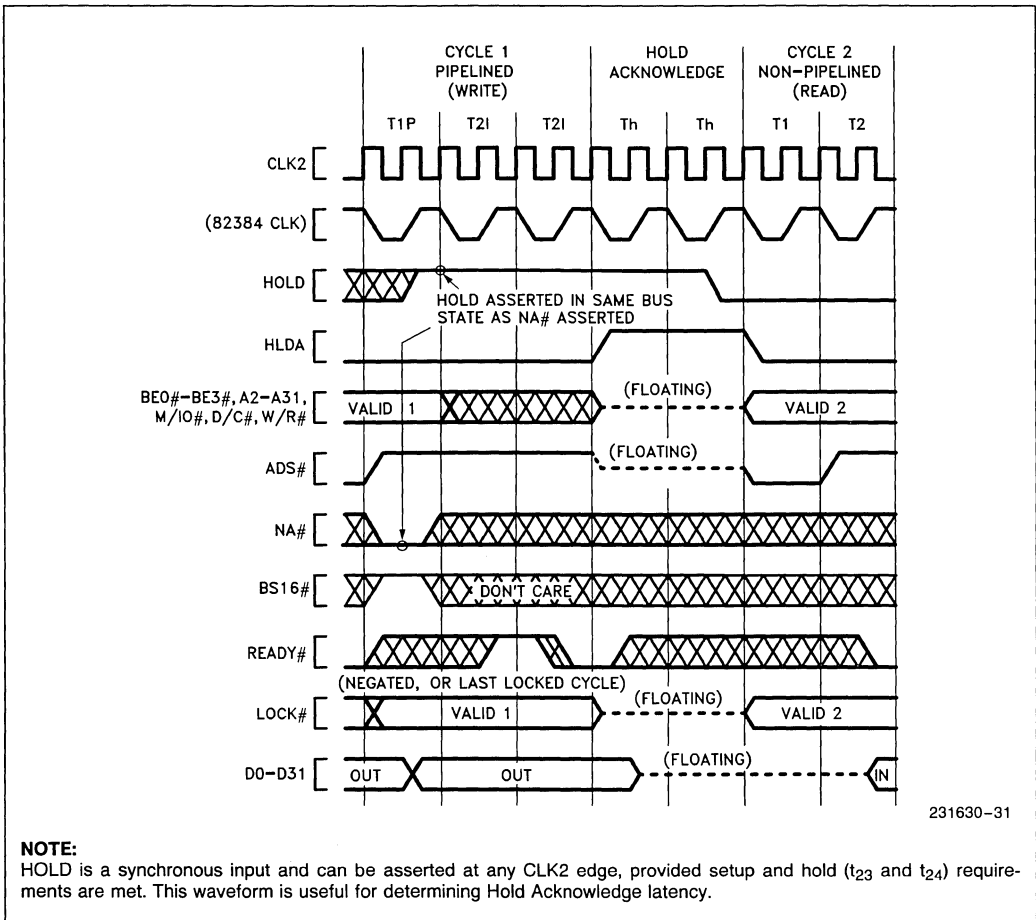 CYCLE 1 HOLD CYCLE 2
PIPELINED ACKNOWLEDGE NON-PIPELINED
(WRITE) (READ)
T1P T2I T2I Th Th T1 T2
CLK2
(82384 CLK)
HOLD
HOLD ASSERTED IN SAME BUS
STATE AS NA# ASSERTED
HLDA
BE0#-BE3#, A2-A31,
M/IO#, D/C#, W/R#
VALID 1 (FLOATING) VALID 2
ADS# (FLOATING)
NA#
BS16# DON'T CARE
READY#
(NEGATED, OR LAST LOCKED CYCLE)
LOCK# VALID 1 (FLOATING) VALID 2
D0-D31 OUT OUT (FLOATING) IN
231630-31
NOTE:
HOLD is a synchronous input and can be asserted at any CLK2 edge, provided setup and hold (t23 and t24) require-
ments are met. This waveform is useful for determining Hold Acknowledge latency.